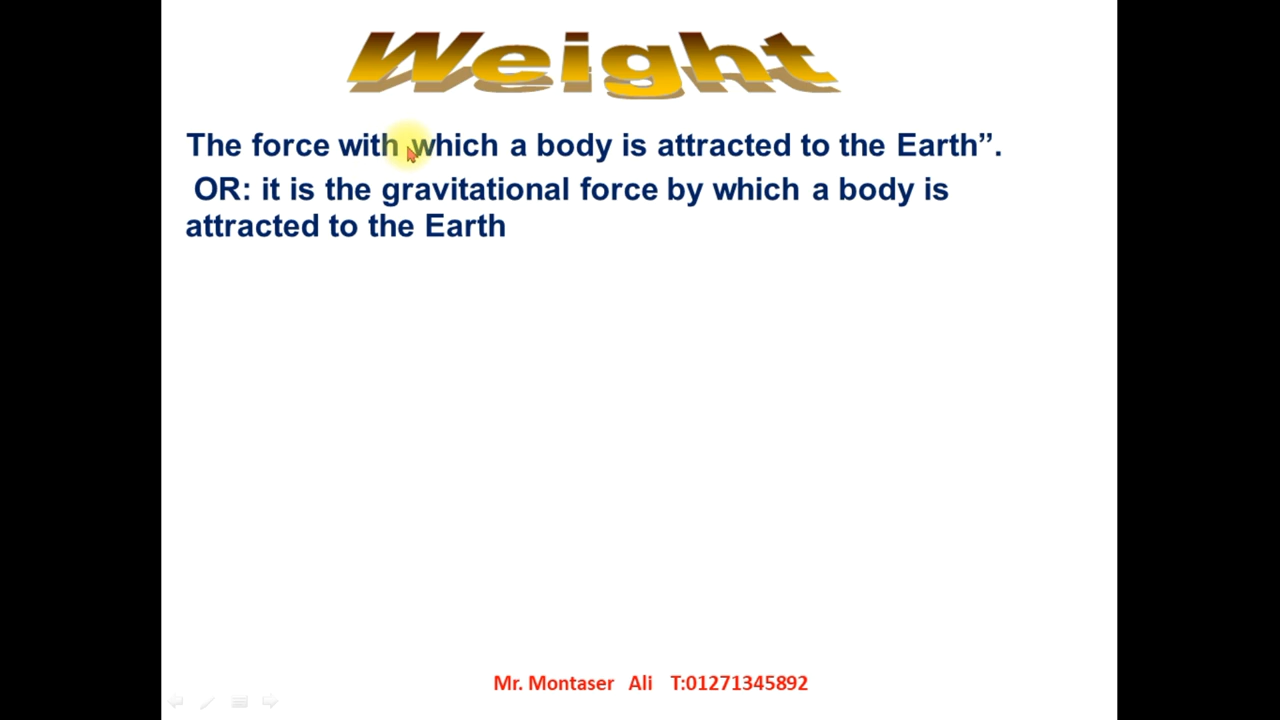 Weight
The force with which a body is attracted to the Earth”.
OR: it is the gravitational force by which a body is
attracted to the Earth
Mr. Montaser Ali T:01271345892